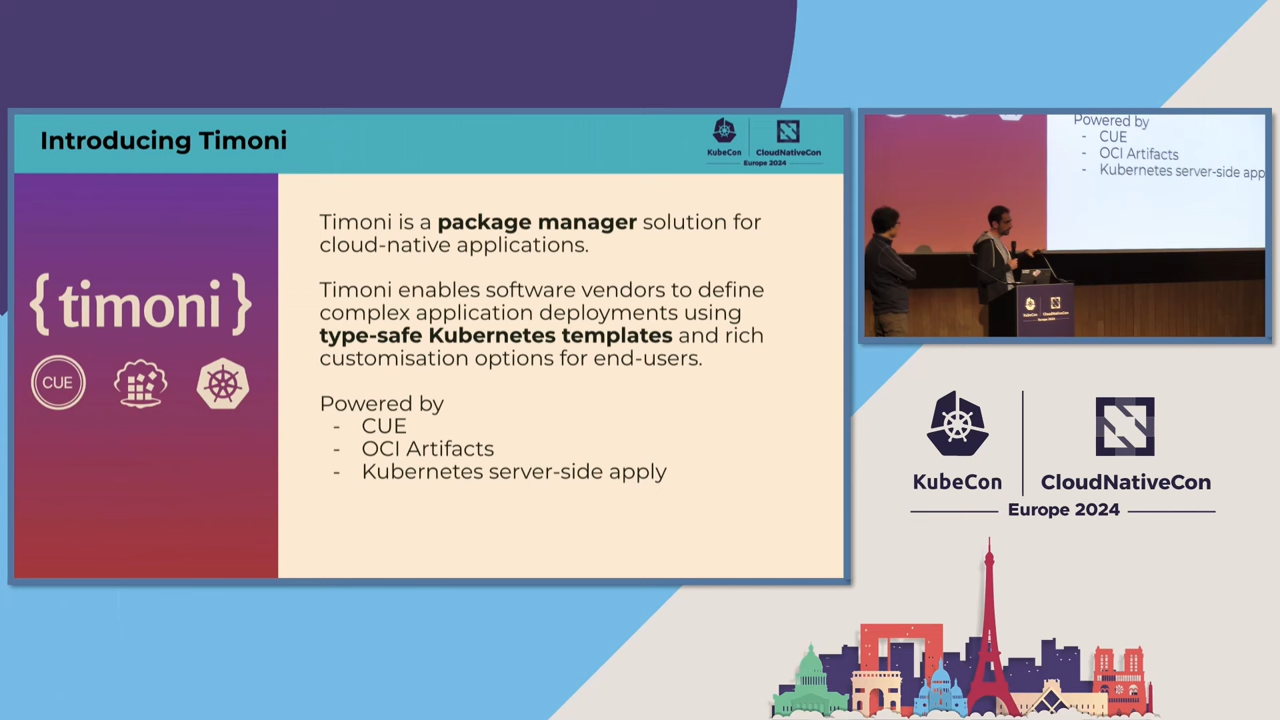 Introducing Timoni
KubeCon
CloudNativeCon
Europe 2024
{timoni}
CUE
Timoni is a package manager solution for
cloud-native applications.
Timoni enables software vendors to define
complex application deployments using
type-safe Kubernetes templates and rich
customisation options for end-users.
Powered by
- CUE
- OCI Artifacts
- Kubernetes server-side apply
Powered by
- CUE
- OCI Artifacts
- Kubernetes server-side app
KubeCon
CloudNativeCon
Europe 2024